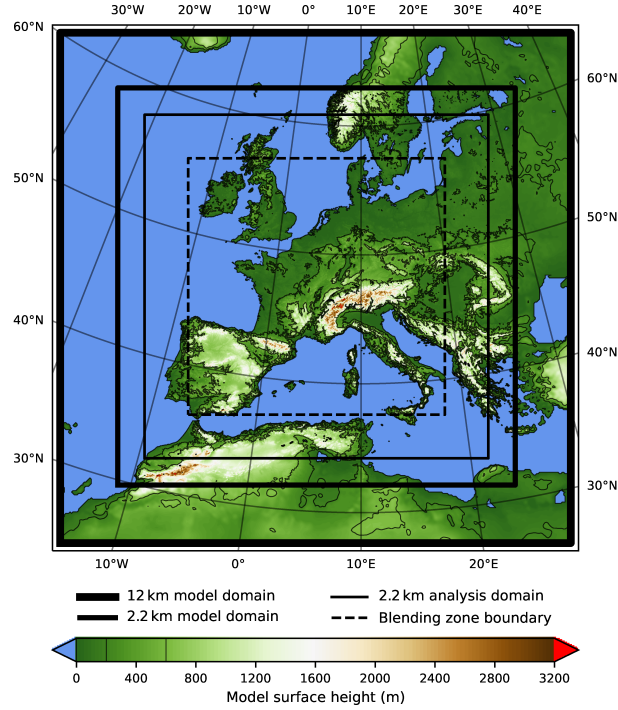 30°W 20°W 10°W 0° 10°E 20°E 30°E 40°E
60°N
60°N
50°N
50°N
40°N
40°N
30°N
30°N
10°W 0° 10°E 20°E
12 km model domain 2.2 km analysis domain
2.2 km model domain Blending zone boundary
0 400 800 1200 1600 2000 2400 2800 3200
Model surface height (m)